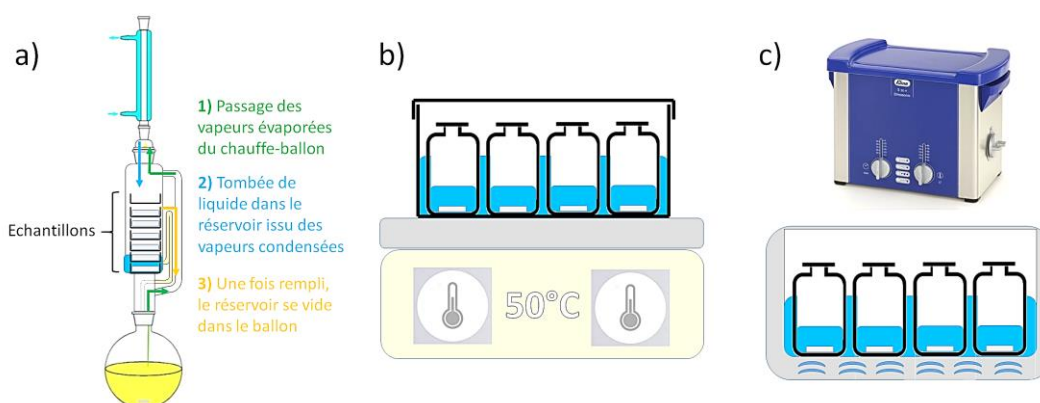 a)
1) Passage des
vapeurs évaporées
du chauffe-ballon
2) Tombée de
liquide dans le
réservoir issu des
vapeurs condensées
3) Une fois rempli,
le réservoir se vide
dans le ballon
Echantillons
b)
50°C
c)